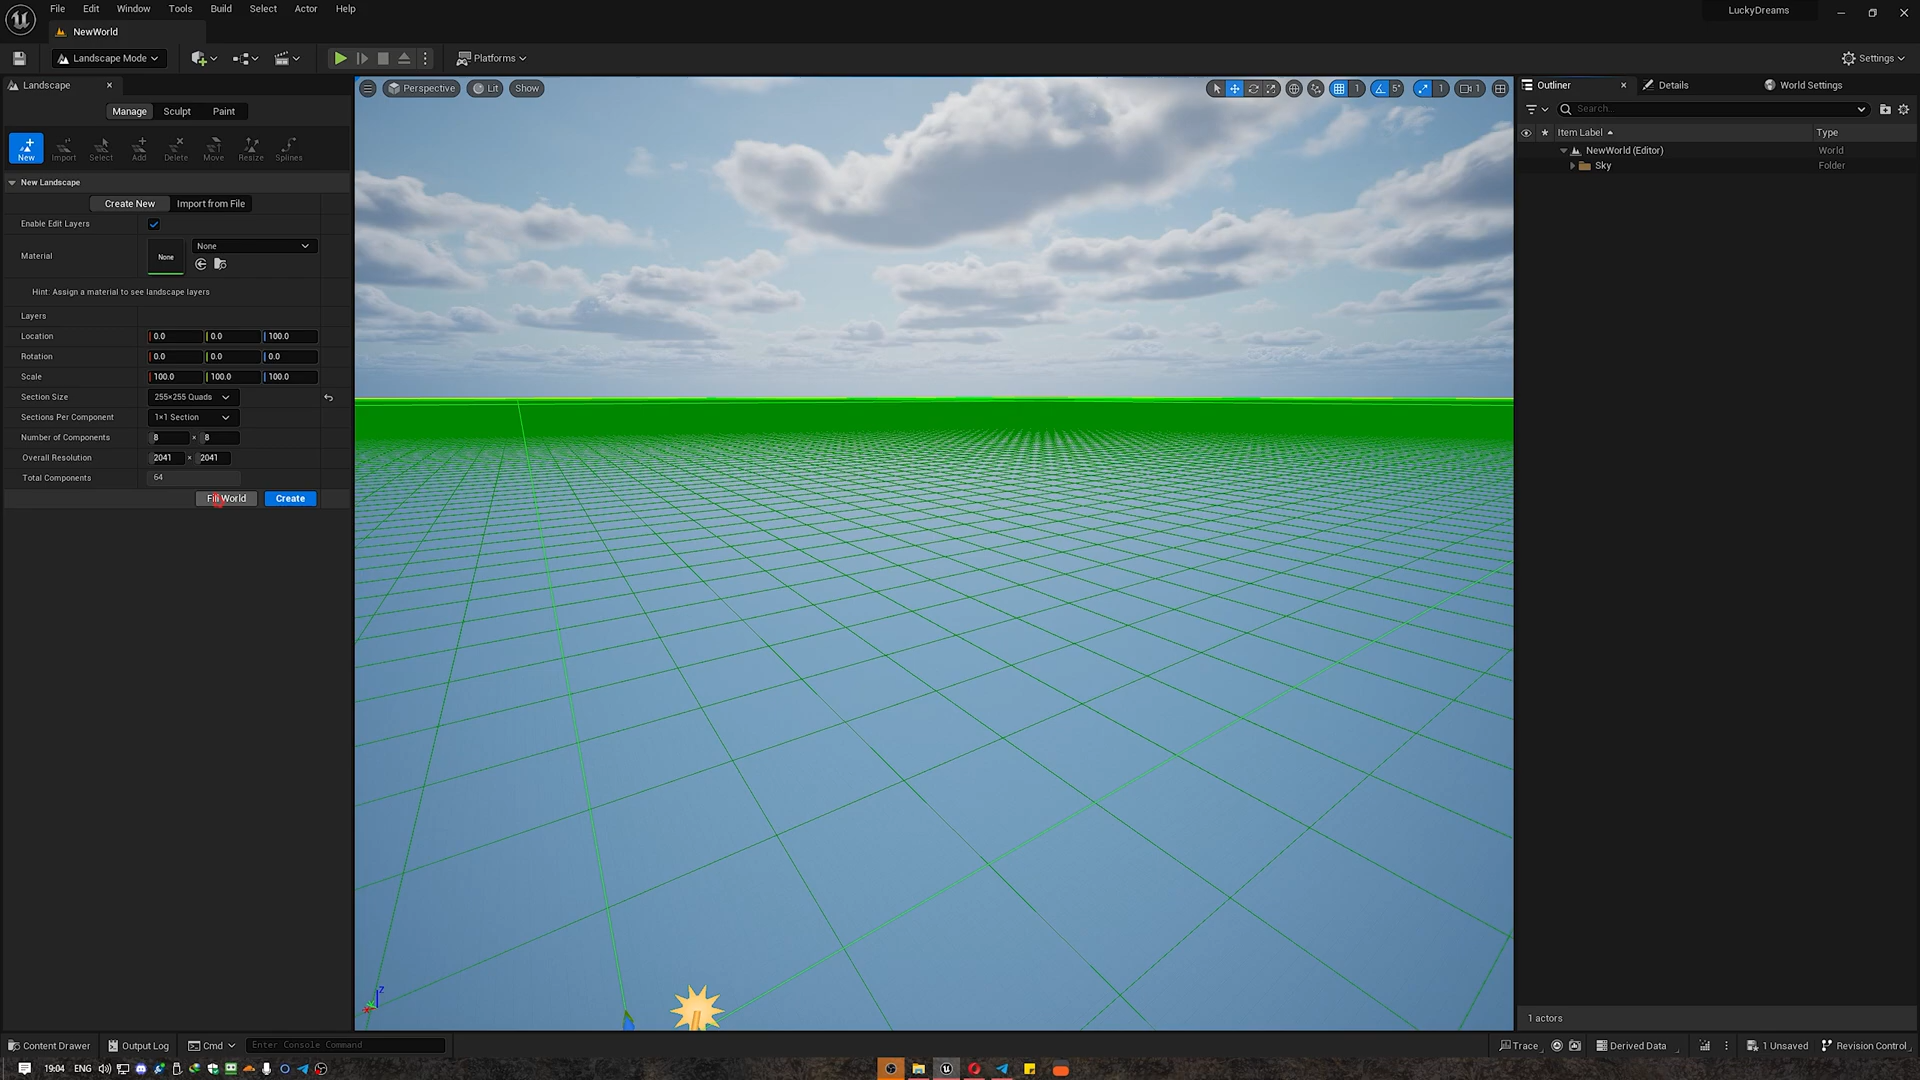 File Edit Window Tools Build Select Actor Help
LuckyDreams
NewWorld
Landscape Mode
Platforms
Settings
Landscape
Perspective Lit Show
1 5° 1 1
Outliner Details World Settings
Manage Sculpt Paint
Search...
Item Label Type
New Import Select Add Delete Move Resize Splines
NewWorld (Editor) World
Sky Folder
New Landscape
Create New Import from File
Enable Edit Layers
Material None None
Hint: Assign a material to see landscape layers
Layers
Location 0.0 0.0 100.0
Rotation 0.0 0.0 0.0
Scale 100.0 100.0 100.0
Section Size 255×255 Quads
Sections Per Component 1×1 Section
Number of Components 8 × 8
Overall Resolution 2041 × 2041
Total Components 64
Fill World Create
Z
1 actors
Content Drawer Output Log Cmd Enter Console Command
Trace Derived Data 1 Unsaved Revision Control
19:04 ENG